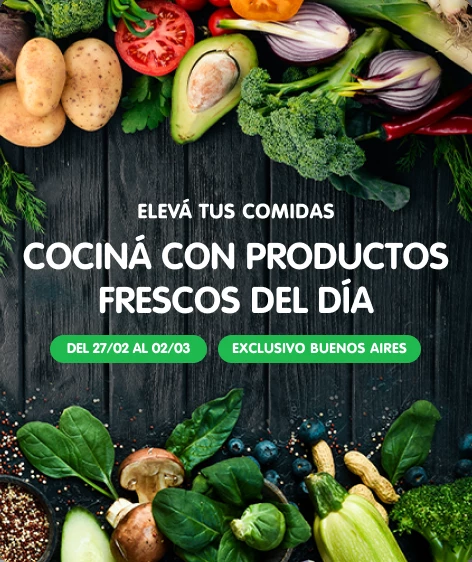 ELEVÁ TUS COMIDAS
COCINÁ CON PRODUCTOS
FRESCOS DEL DÍA
DEL 27/02 AL 02/03
EXCLUSIVO BUENOS AIRES